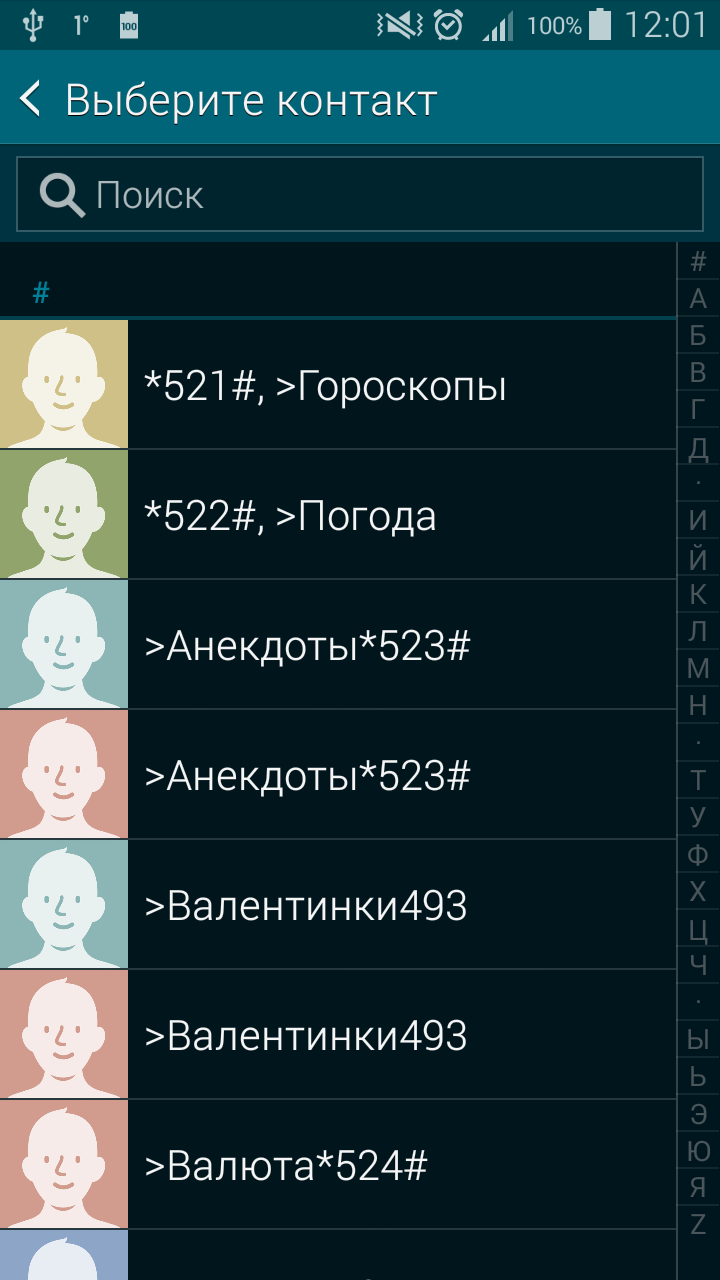 1° 100 100% 12:01
Выберите контакт
Поиск
#
*521#, >Гороскопы
*522#, >Погода
>Анекдоты*523#
>Анекдоты*523#
>Валентинки493
>Валентинки493
>Валюта*524#
#
А
Б
В
Г
Д
·
И
Й
К
Л
М
Н
·
Т
У
Ф
Х
Ц
Ч
·
Ы
Ь
Э
Ю
Я
Z